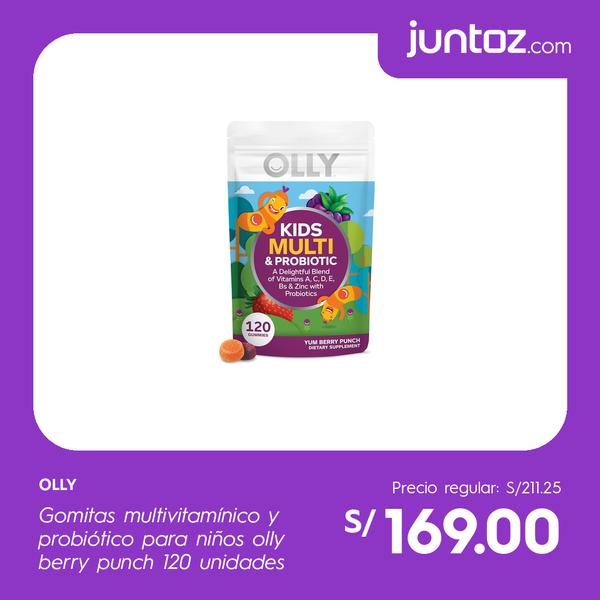 juntoz.com
OLLY
KIDS
MULTI
& PROBIOTIC
A Delightful Blend
of Vitamins A, C, D, E,
Bs & Zinc with
Probiotics
120
GUMMIES
YUM BERRY PUNCH
DIETARY SUPPLEMENT
OLLY
Gomitas multivitamínico y
probiótico para niños olly
berry punch 120 unidades
Precio regular: S/211.25
S/169.00